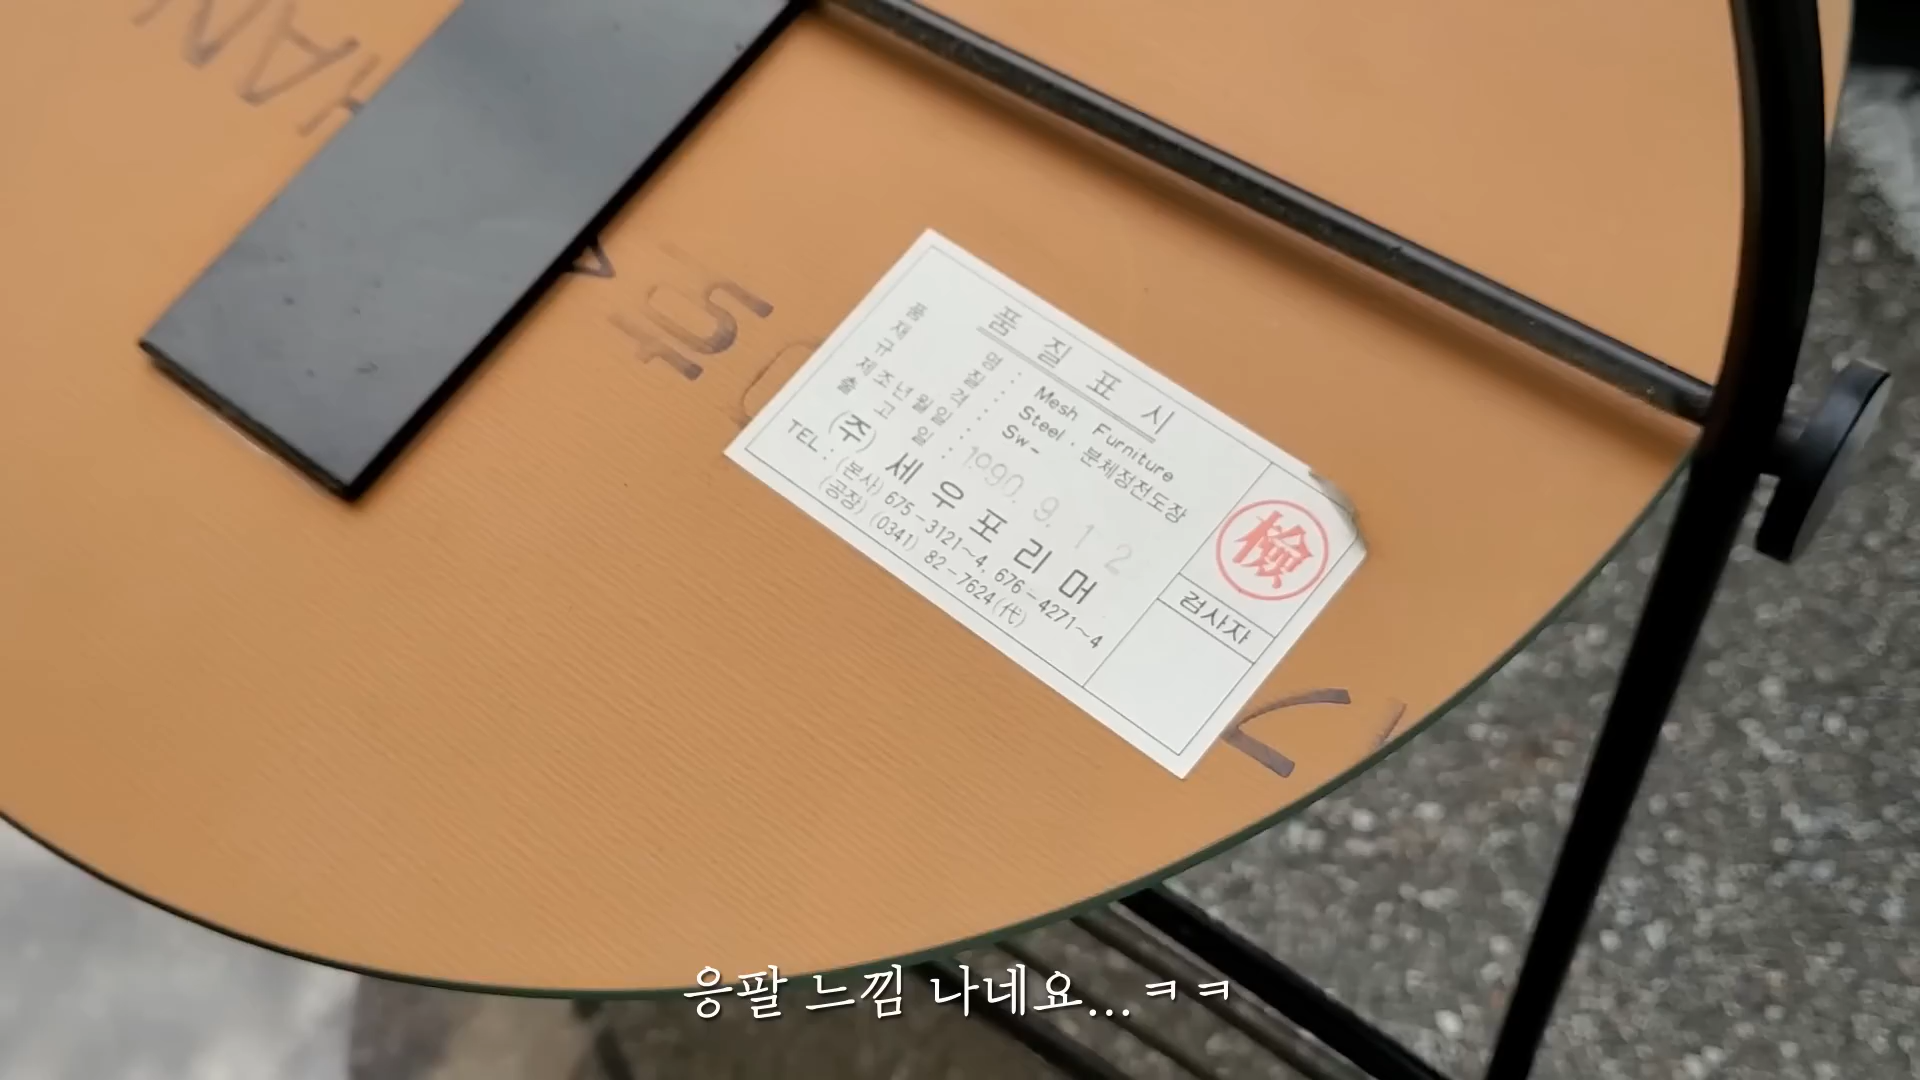 HAN
품 질 표 시
품 명 : Mesh Furniture
재 질 : Steel . 분체정전도장
규 격 : Sw-
제조년월일 : 1990. 9. 12
출 고 일 :
(주) 세우포리머
TEL : (본사) 675-3121~4, 676-4271~4
(공장) (0341) 82-7624(代)
檢
검사자
응팔 느낌 나네요...ㅋㅋ